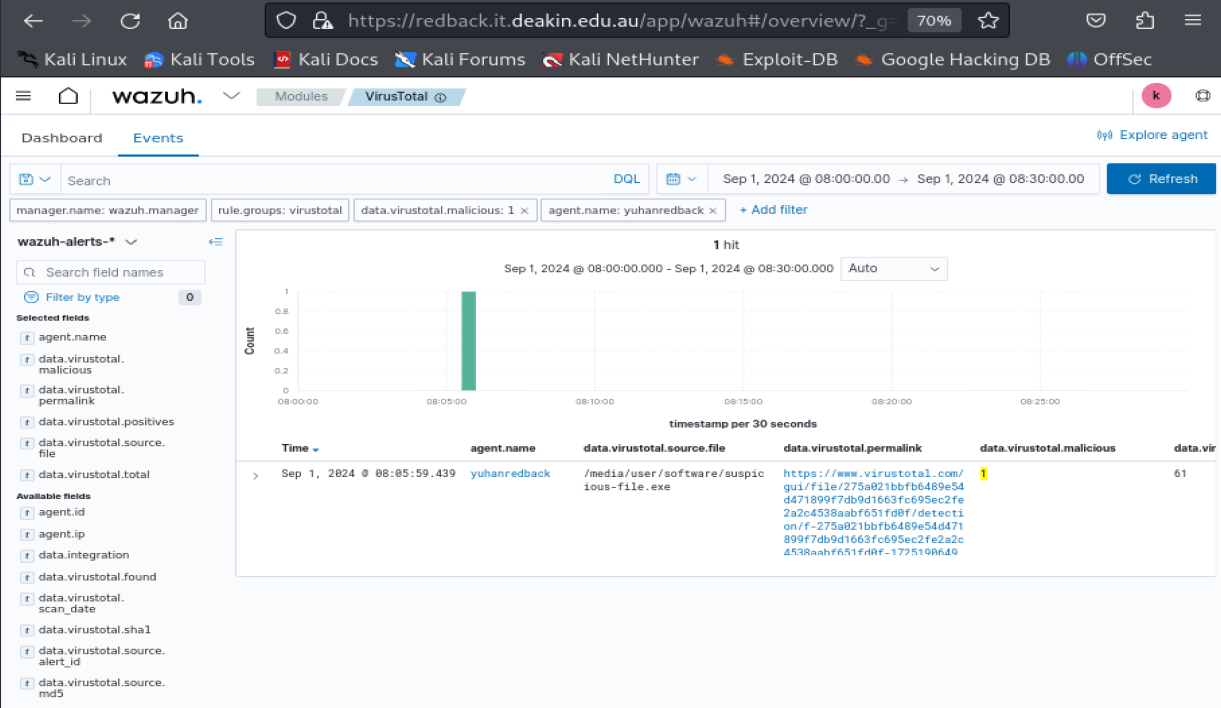 https://redback.it.deakin.edu.au/app/wazuh#/overview/?_g= 70%
Kali Linux Kali Tools Kali Docs Kali Forums Kali NetHunter Exploit-DB Google Hacking DB OffSec
wazuh. Modules VirusTotal k
Dashboard Events Explore agent
Search DQL Sep 1, 2024 @ 08:00:00.00 → Sep 1, 2024 @ 08:30:00.00 Refresh
manager.name: wazuh.manager rule.groups: virustotal data.virustotal.malicious: 1 × agent.name: yuhanredback × + Add filter
wazuh-alerts-*
Search field names
Filter by type 0
Selected fields
t agent.name
t data.virustotal.
malicious
t data.virustotal.
permalink
t data.virustotal.positives
t data.virustotal.source.
file
t data.virustotal.total
Available fields
t agent.id
t agent.ip
t data.integration
t data.virustotal.found
t data.virustotal.
scan_date
t data.virustotal.sha1
t data.virustotal.source.
alert_id
t data.virustotal.source.
md5
1 hit
Sep 1, 2024 @ 08:00:00.000 - Sep 1, 2024 @ 08:30:00.000 Auto
Count
1
0.8
0.6
0.4
0.2
0
08:00:00 08:05:00 08:10:00 08:15:00 08:20:00 08:25:00
timestamp per 30 seconds
Time agent.name data.virustotal.source.file data.virustotal.permalink data.virustotal.malicious data.vir
Sep 1, 2024 @ 08:05:59.439 yuhanredback /media/user/software/suspic https://www.virustotal.com/ 1 61
ious-file.exe gui/file/275a021bbfb6489e54
d471899f7db9d1663fc695ec2fe
2a2c4538aabf651fd0f/detecti
on/f-275a021bbfb6489e54d471
899f7db9d1663fc695ec2fe2a2c
4538aabf651fd0f-1725190649